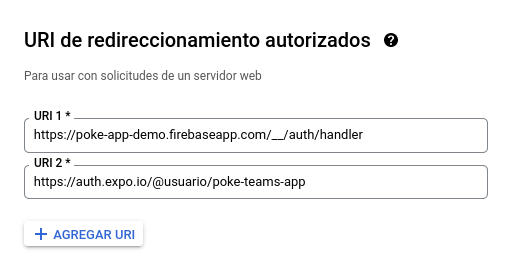 URI de redireccionamiento autorizados ?
Para usar con solicitudes de un servidor web
URI 1 *
https://poke-app-demo.firebaseapp.com/__/auth/handler
URI 2 *
https://auth.expo.io/@usuario/poke-teams-app
+ AGREGAR URI